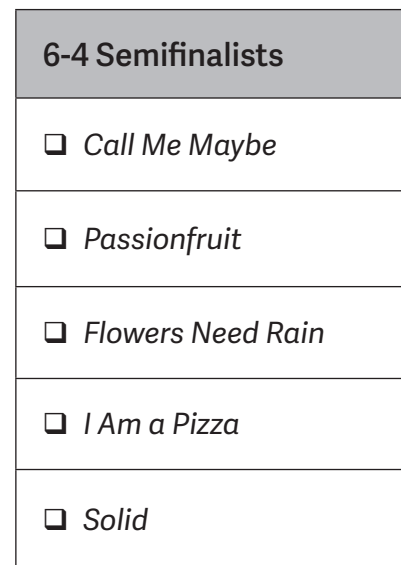 6-4 Semifinalists
❑ Call Me Maybe
❑ Passionfruit
❑ Flowers Need Rain
❑ I Am a Pizza
❑ Solid